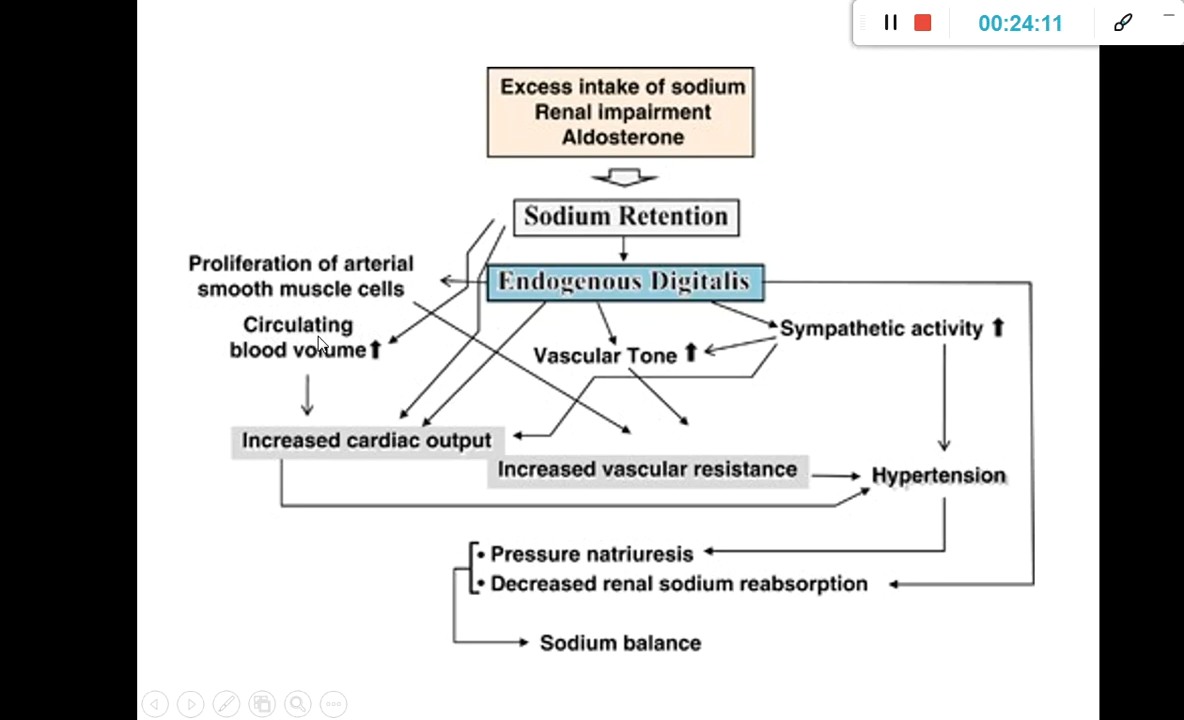 00:24:11
Excess intake of sodium
Renal impairment
Aldosterone
Sodium Retention
Endogenous Digitalis
Proliferation of arterial
smooth muscle cells
Circulating
blood volume
Sympathetic activity
Vascular Tone
Increased cardiac output
Increased vascular resistance
Hypertension
• Pressure natriuresis
• Decreased renal sodium reabsorption
Sodium balance